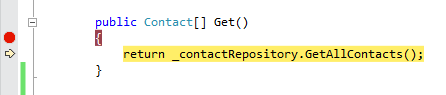 public Contact[] Get()
{
return _contactRepository.GetAllContacts();
}